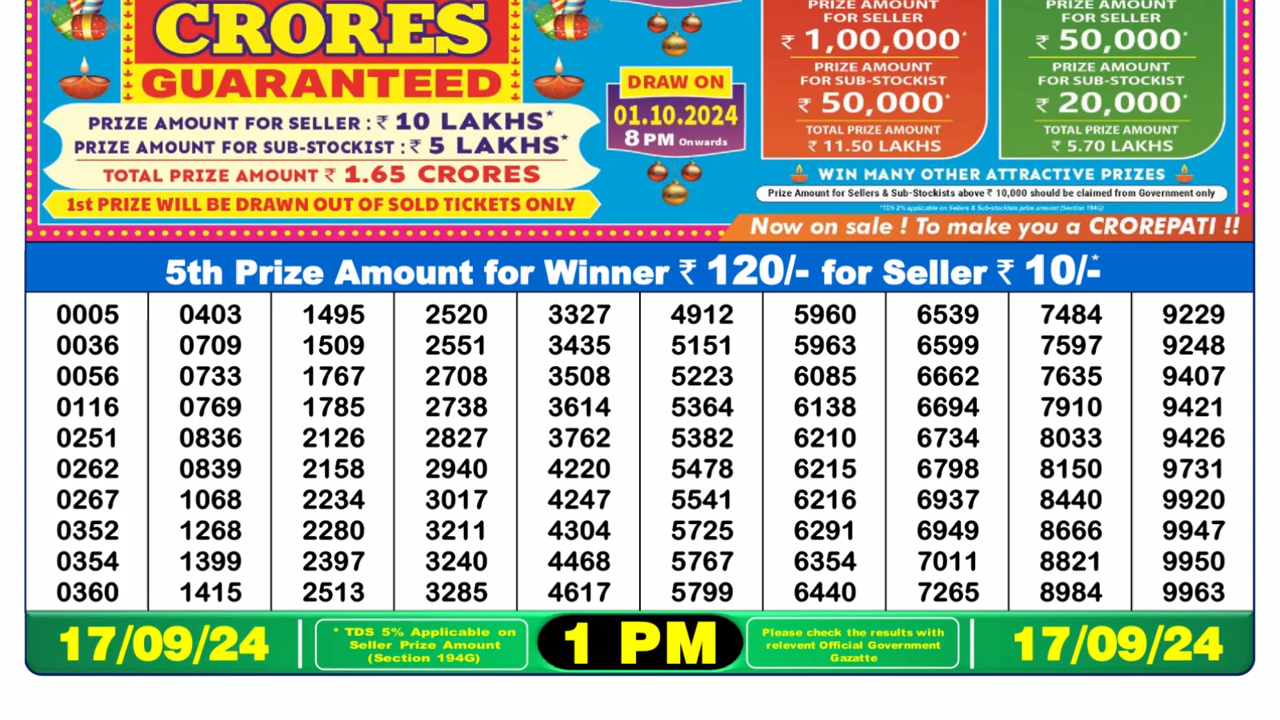 CRORES
GUARANTEED
PRIZE AMOUNT FOR SELLER : ₹ 10 LAKHS*
PRIZE AMOUNT FOR SUB-STOCKIST : ₹ 5 LAKHS*
TOTAL PRIZE AMOUNT ₹ 1.65 CRORES
1st PRIZE WILL BE DRAWN OUT OF SOLD TICKETS ONLY
DRAW ON
01.10.2024
8 PM Onwards
PRIZE AMOUNT
FOR SELLER
₹ 1,00,000*
PRIZE AMOUNT
FOR SUB-STOCKIST
₹ 50,000*
TOTAL PRIZE AMOUNT
₹ 11.50 LAKHS
PRIZE AMOUNT
FOR SELLER
₹ 50,000*
PRIZE AMOUNT
FOR SUB-STOCKIST
₹ 20,000*
TOTAL PRIZE AMOUNT
₹ 5.70 LAKHS
WIN MANY OTHER ATTRACTIVE PRIZES
Prize Amount for Sellers & Sub-Stockists above ₹ 10,000 should be claimed from Government only
*TDS 2% applicable on Sellers & Sub-stockists prize amount (Section 194G)
Now on sale ! To make you a CROREPATI !!
5th Prize Amount for Winner ₹ 120/- for Seller ₹ 10/-*
0005 0403 1495 2520 3327 4912 5960 6539 7484 9229
0036 0709 1509 2551 3435 5151 5963 6599 7597 9248
0056 0733 1767 2708 3508 5223 6085 6662 7635 9407
0116 0769 1785 2738 3614 5364 6138 6694 7910 9421
0251 0836 2126 2827 3762 5382 6210 6734 8033 9426
0262 0839 2158 2940 4220 5478 6215 6798 8150 9731
0267 1068 2234 3017 4247 5541 6216 6937 8440 9920
0352 1268 2280 3211 4304 5725 6291 6949 8666 9947
0354 1399 2397 3240 4468 5767 6354 7011 8821 9950
0360 1415 2513 3285 4617 5799 6440 7265 8984 9963
17/09/24
* TDS 5% Applicable on
Seller Prize Amount
(Section 194G)
1 PM
Please check the results with
relevent Official Government
Gazatte
17/09/24